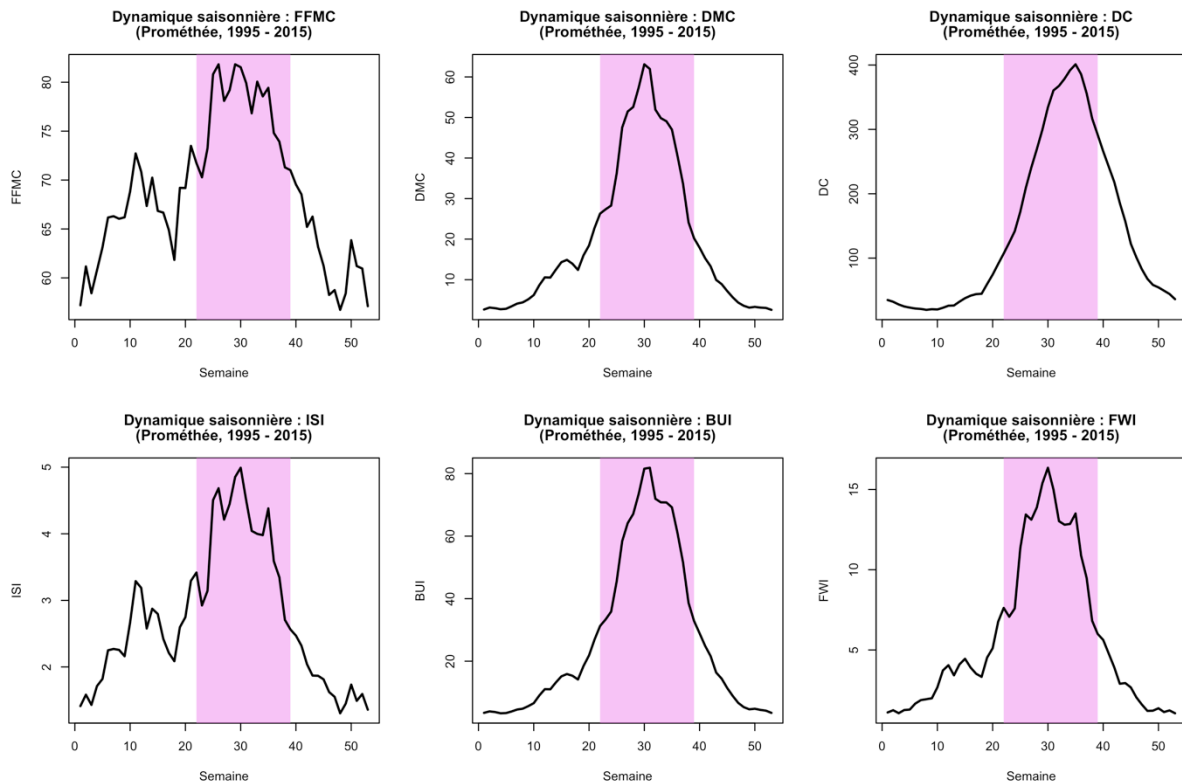 Dynamique saisonnière : FFMC
(Prométhée, 1995 - 2015)
FFMC
60
65
70
75
80
0
10
20
30
40
50
Semaine
Dynamique saisonnière : DMC
(Prométhée, 1995 - 2015)
DMC
10
20
30
40
50
60
0
10
20
30
40
50
Semaine
Dynamique saisonnière : DC
(Prométhée, 1995 - 2015)
DC
100
200
300
400
0
10
20
30
40
50
Semaine
Dynamique saisonnière : ISI
(Prométhée, 1995 - 2015)
ISI
2
3
4
5
0
10
20
30
40
50
Semaine
Dynamique saisonnière : BUI
(Prométhée, 1995 - 2015)
BUI
20
40
60
80
0
10
20
30
40
50
Semaine
Dynamique saisonnière : FWI
(Prométhée, 1995 - 2015)
FWI
5
10
15
0
10
20
30
40
50
Semaine